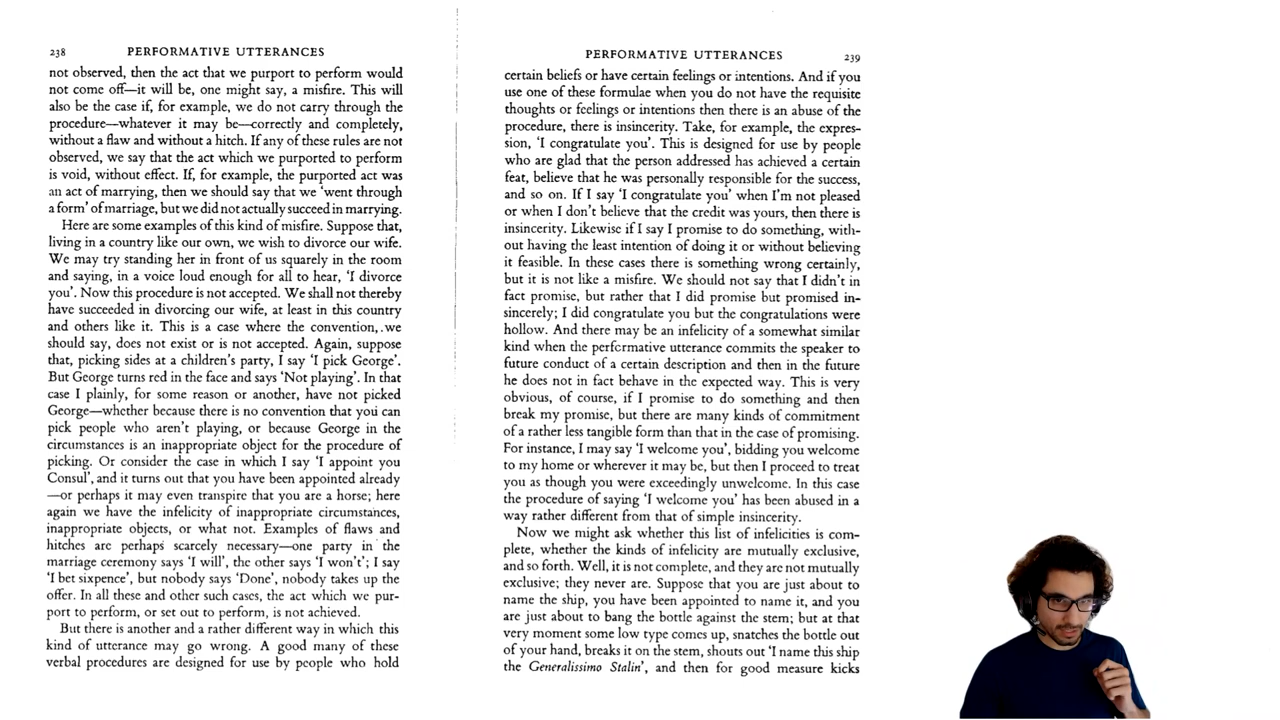 238 PERFORMATIVE UTTERANCES
not observed, then the act that we purport to perform would
not come off—it will be, one might say, a misfire. This will
also be the case if, for example, we do not carry through the
procedure—whatever it may be—correctly and completely,
without a flaw and without a hitch. If any of these rules are not
observed, we say that the act which we purported to perform
is void, without effect. If, for example, the purported act was
an act of marrying, then we should say that we ‘went through
a form’ of marriage, but we did not actually succeed in marrying.
Here are some examples of this kind of misfire. Suppose that,
living in a country like our own, we wish to divorce our wife.
We may try standing her in front of us squarely in the room
and saying, in a voice loud enough for all to hear, ‘I divorce
you’. Now this procedure is not accepted. We shall not thereby
have succeeded in divorcing our wife, at least in this country
and others like it. This is a case where the convention, we
should say, does not exist or is not accepted. Again, suppose
that, picking sides at a children’s party, I say ‘I pick George’.
But George turns red in the face and says ‘Not playing’. In that
case I plainly, for some reason or another, have not picked
George—whether because there is no convention that you can
pick people who aren’t playing, or because George in the
circumstances is an inappropriate object for the procedure of
picking. Or consider the case in which I say ‘I appoint you
Consul’, and it turns out that you have been appointed already
—or perhaps it may even transpire that you are a horse; here
again we have the infelicity of inappropriate circumstances,
inappropriate objects, or what not. Examples of flaws and
hitches are perhaps scarcely necessary—one party in the
marriage ceremony says ‘I will’, the other says ‘I won’t’; I say
‘I bet sixpence’, but nobody says ‘Done’, nobody takes up the
offer. In all these and other such cases, the act which we pur-
port to perform, or set out to perform, is not achieved.
But there is another and a rather different way in which this
kind of utterance may go wrong. A good many of these
verbal procedures are designed for use by people who hold
PERFORMATIVE UTTERANCES 239
certain beliefs or have certain feelings or intentions. And if you
use one of these formulae when you do not have the requisite
thoughts or feelings or intentions then there is an abuse of the
procedure, there is insincerity. Take, for example, the expres-
sion, ‘I congratulate you’. This is designed for use by people
who are glad that the person addressed has achieved a certain
feat, believe that he was personally responsible for the success,
and so on. If I say ‘I congratulate you’ when I’m not pleased
or when I don’t believe that the credit was yours, then there is
insincerity. Likewise if I say I promise to do something, with-
out having the least intention of doing it or without believing
it feasible. In these cases there is something wrong certainly,
but it is not like a misfire. We should not say that I didn’t in
fact promise, but rather that I did promise but promised in-
sincerely; I did congratulate you but the congratulations were
hollow. And there may be an infelicity of a somewhat similar
kind when the performative utterance commits the speaker to
future conduct of a certain description and then in the future
he does not in fact behave in the expected way. This is very
obvious, of course, if I promise to do something and then
break my promise, but there are many kinds of commitment
of a rather less tangible form than that in the case of promising.
For instance, I may say ‘I welcome you’, bidding you welcome
to my home or wherever it may be, but then I proceed to treat
you as though you were exceedingly unwelcome. In this case
the procedure of saying ‘I welcome you’ has been abused in a
way rather different from that of simple insincerity.
Now we might ask whether this list of infelicities is com-
plete, whether the kinds of infelicity are mutually exclusive,
and so forth. Well, it is not complete, and they are not mutually
exclusive; they never are. Suppose that you are just about to
name the ship, you have been appointed to name it, and you
are just about to bang the bottle against the stem; but at that
very moment some low type comes up, snatches the bottle out
of your hand, breaks it on the stem, shouts out ‘I name this ship
the Generalissimo Stalin’, and then for good measure kicks